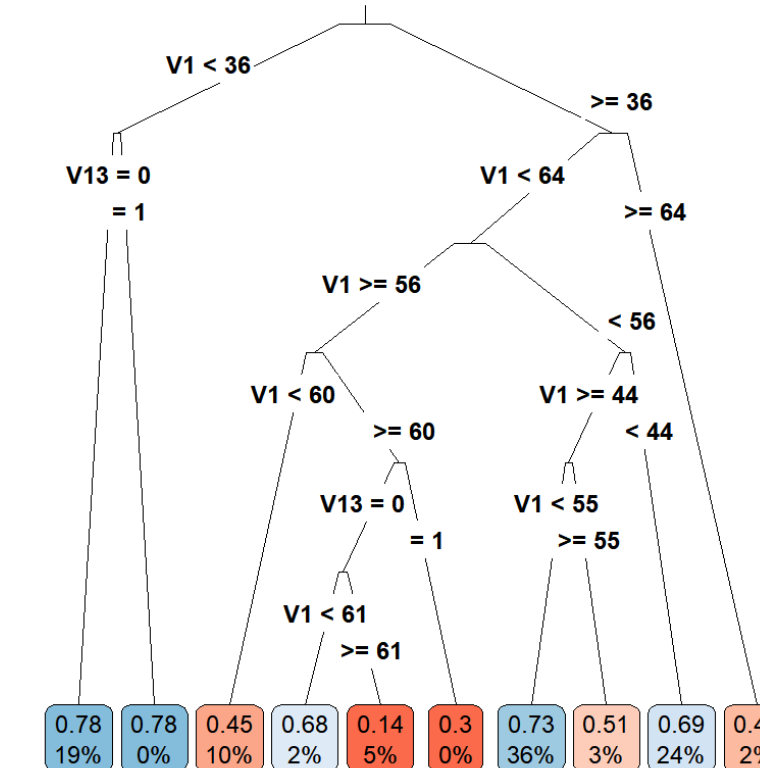 V1 < 36
>= 36
V13 = 0
V1 < 64
= 1
>= 64
V1 >= 56
< 56
V1 < 60
V1 >= 44
>= 60
< 44
V13 = 0
V1 < 55
= 1
>= 55
V1 < 61
>= 61
0.78 0.78 0.45 0.68 0.14 0.3 0.73 0.51 0.69
19% 0% 10% 2% 5% 0% 36% 3% 24%